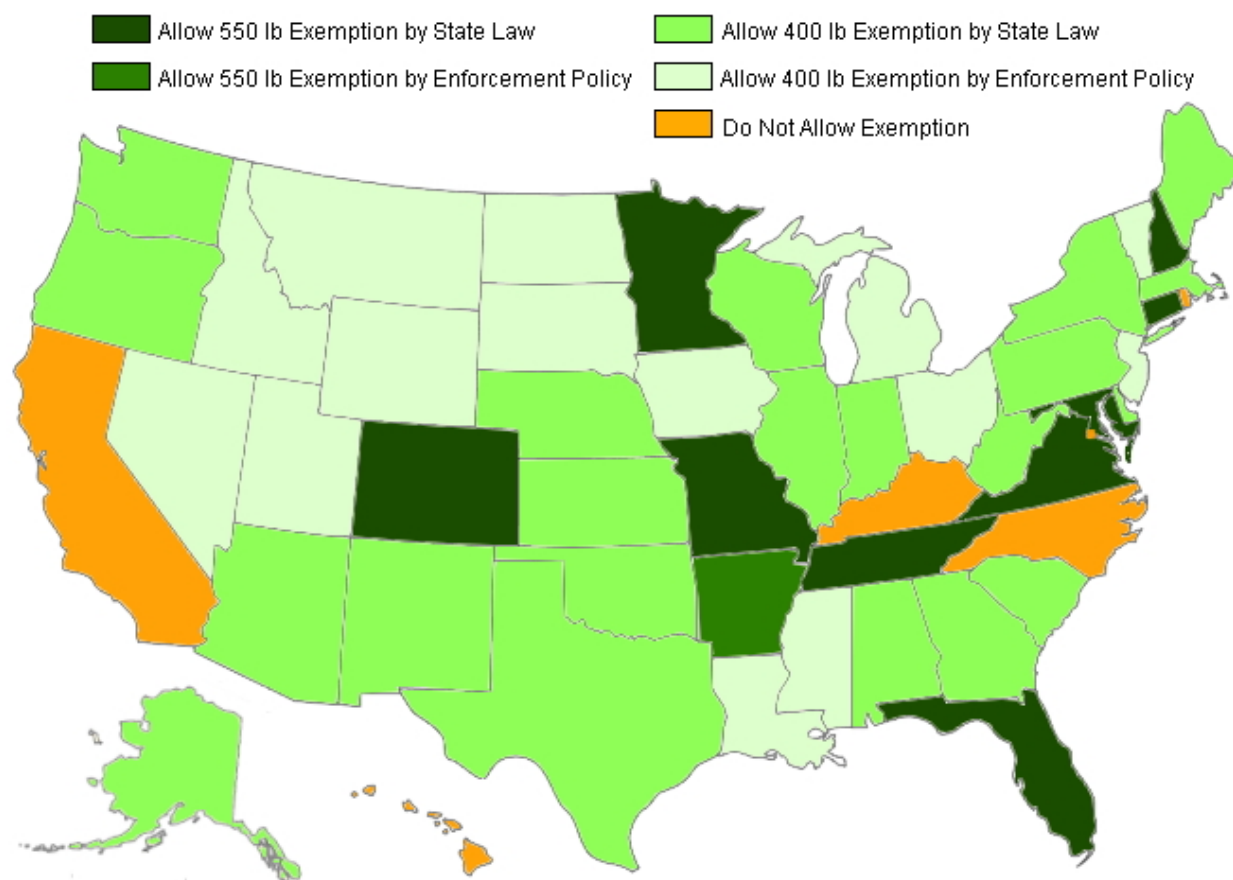 Allow 550 lb Exemption by State Law
Allow 400 lb Exemption by State Law
Allow 550 lb Exemption by Enforcement Policy
Allow 400 lb Exemption by Enforcement Policy
Do Not Allow Exemption